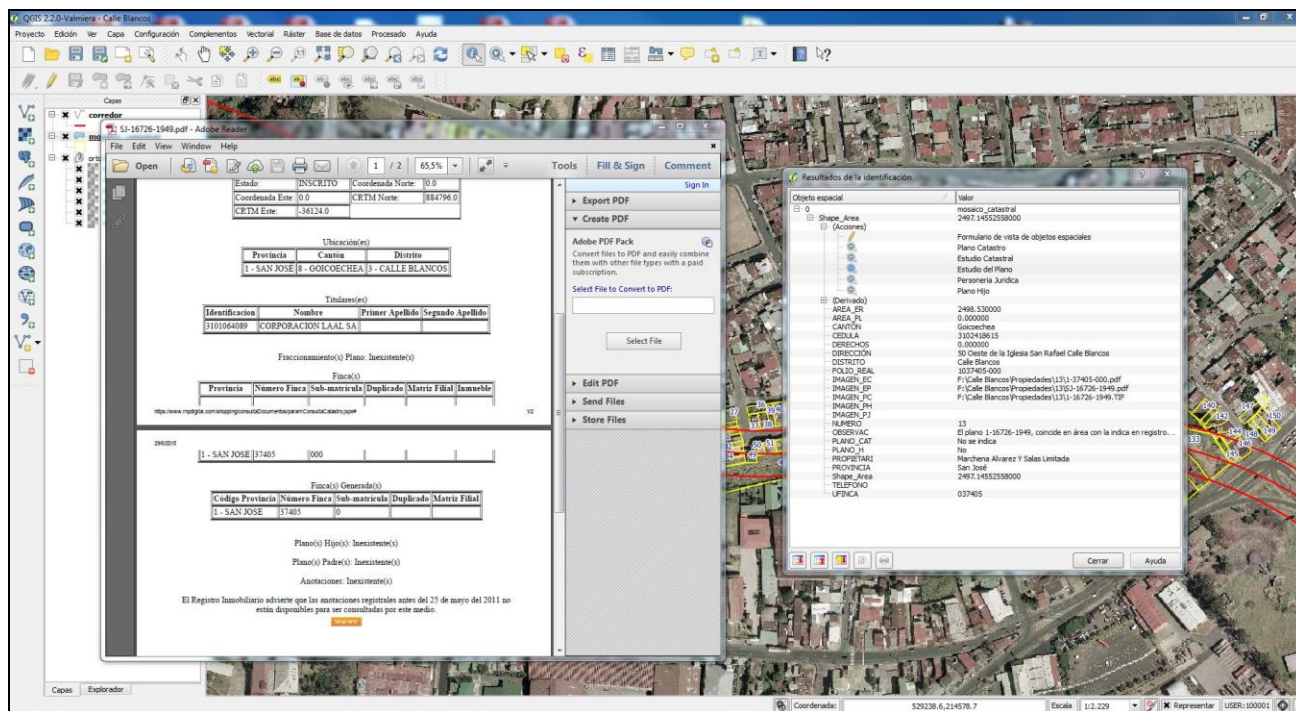 QGIS 2.2.0-Valmiera - Calle Blancos
Proyecto Edición Ver Capa Configuración Complementos Vectorial Ráster Base de datos Procesado Ayuda
Capas
corredor
SJ-16726-1949.pdf - Adobe Reader
File Edit View Window Help
Open 1 / 2 65,5% Tools Fill & Sign Comment
Sign In
Export PDF
Create PDF
Adobe PDF Pack
Convert files to PDF and easily combine them with other file types with a paid subscription.
Select File to Convert to PDF:
Select File
Edit PDF
Send Files
Store Files
Estado: INSCRITO Coordenada Norte: 0.0
Coordenada Este: 0.0 CRTM Norte: 884796.0
CRTM Este: -36124.0
Ubicación(es)
Provincia Cantón Distrito
1 - SAN JOSÉ 8 - GOICOECHEA 3 - CALLE BLANCOS
Titulares(es)
Identificacion Nombre Primer Apellido Segundo Apellido
3101064089 CORPORACION LAAL SA
Fraccionamiento(s) Plano: Inexistente(s)
Finca(s)
Provincia Número Finca Sub-matrícula Duplicado Matriz Filial Inmueble
1/2
1 - SAN JOSE 37405 000
Finca(s) Generada(s)
Código Provincia Número Finca Sub-matrícula Duplicado Matriz Filial
1 - SAN JOSE 37405 0
Plano(s) Hijo(s): Inexistente(s)
Plano(s) Padre(s): Inexistente(s)
Anotaciones: Inexistente(s)
El Registro Inmobiliario advierte que las anotaciones registrales antes del 25 de mayo del 2011 no
están disponibles para ser consultadas por este medio.
Resultados de la identificación
Objeto espacial Valor
0 mosaico_catastral
Shape_Area 2497.14552558000
(Acciones)
Formulario de vista de objetos espaciales
Plano Catastro
Estudio Catastral
Estudio del Plano
Personeria Juridica
Plano Hijo
(Derivado)
AREA_ER 2498.530000
AREA_PL 0.000000
CANTÓN Goicoechea
CEDULA 3102418615
DERECHOS 0.000000
DIRECCIÓN 50 Oeste de la Iglesia San Rafael Calle Blancos
DISTRITO Calle Blancos
FOLIO_REAL 1037405-000
IMAGEN_EC F:\Calle Blancos\Propiedades\13\1-37405-000.pdf
IMAGEN_EP F:\Calle Blancos\Propiedades\13\SJ-16726-1949.pdf
IMAGEN_PC F:\Calle Blancos\Propiedades\13\1-16726-1949.TIF
IMAGEN_PH
IMAGEN_PJ
NUMERO 13
OBSERVAC El plano 1-16726-1949, coincide en área con la indica en registro....
PLANO_CAT No se indica
PLANO_H No
PROPIETARI Marchena Alvarez Y Salas Limitada
PROVINCIA San José
Shape_Area 2497.14552558000
TELEFONO
UFINCA 037405
Cerrar Ayuda
Capas Explorador
Coordenada: 529238.6,214578.7 Escala 1:2.229 Representar USER:100001